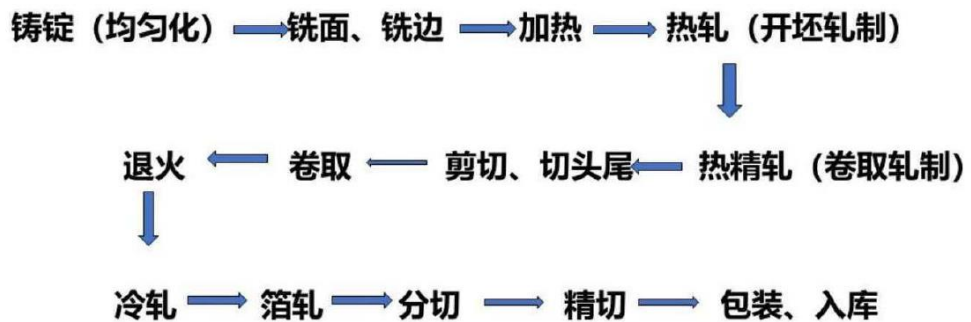 铸锭（均匀化） 铣面、铣边 加热 热轧（开坯轧制）
退火 卷取 剪切、切头尾 热精轧（卷取轧制）
冷轧 箔轧 分切 精切 包装、入库